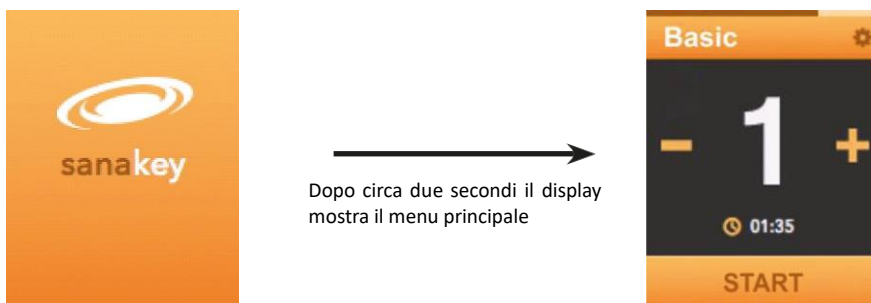 sanakey
Dopo circa due secondi il display
mostra il menu principale
Basic
- 1 +
01:35
START